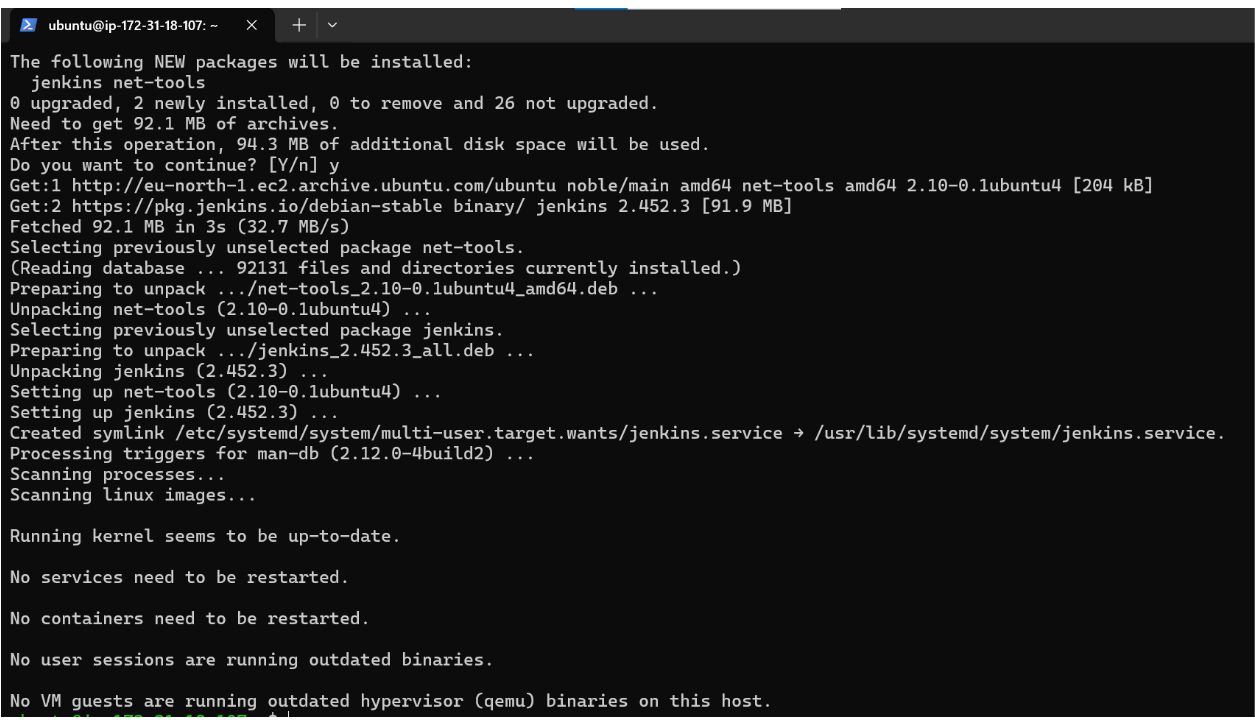 ubuntu@ip-172-31-18-107: ~
The following NEW packages will be installed:
  jenkins net-tools
0 upgraded, 2 newly installed, 0 to remove and 26 not upgraded.
Need to get 92.1 MB of archives.
After this operation, 94.3 MB of additional disk space will be used.
Do you want to continue? [Y/n] y
Get:1 http://eu-north-1.ec2.archive.ubuntu.com/ubuntu noble/main amd64 net-tools amd64 2.10-0.1ubuntu4 [204 kB]
Get:2 https://pkg.jenkins.io/debian-stable binary/ jenkins 2.452.3 [91.9 MB]
Fetched 92.1 MB in 3s (32.7 MB/s)
Selecting previously unselected package net-tools.
(Reading database ... 92131 files and directories currently installed.)
Preparing to unpack .../net-tools_2.10-0.1ubuntu4_amd64.deb ...
Unpacking net-tools (2.10-0.1ubuntu4) ...
Selecting previously unselected package jenkins.
Preparing to unpack .../jenkins_2.452.3_all.deb ...
Unpacking jenkins (2.452.3) ...
Setting up net-tools (2.10-0.1ubuntu4) ...
Setting up jenkins (2.452.3) ...
Created symlink /etc/systemd/system/multi-user.target.wants/jenkins.service → /usr/lib/systemd/system/jenkins.service.
Processing triggers for man-db (2.12.0-4build2) ...
Scanning processes...
Scanning linux images...
Running kernel seems to be up-to-date.
No services need to be restarted.
No containers need to be restarted.
No user sessions are running outdated binaries.
No VM guests are running outdated hypervisor (qemu) binaries on this host.